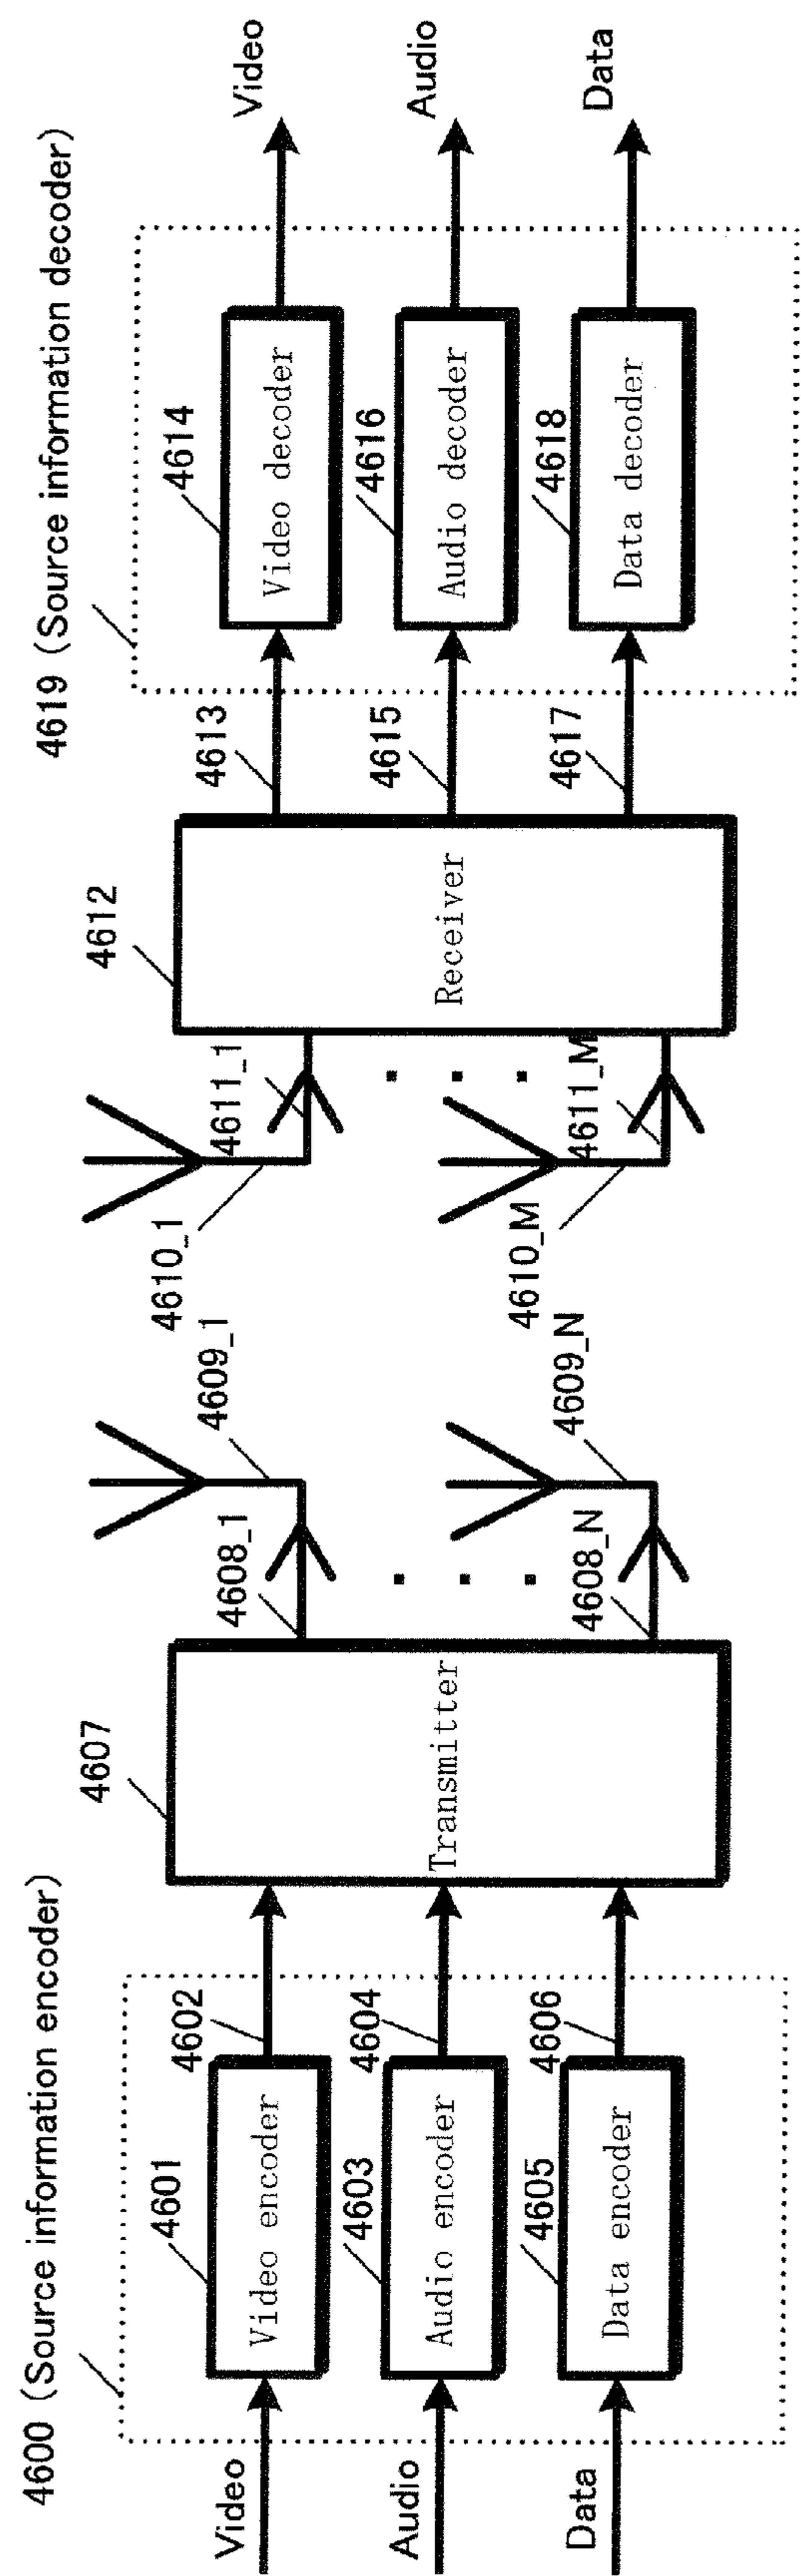 4600 (Source information encoder)
Video
4601
Video encoder
4602
Audio
4603
Audio encoder
4604
Data
4605
Data encoder
4606
4607
Transmitter
4608_1
4609_1
4608_N
4609_N
4610_1
4611_1
4610_M
4611_M
4612
Receiver
4613
4615
4617
4619 (Source information decoder)
4614
Video decoder
Video
4616
Audio decoder
Audio
4618
Data decoder
Data